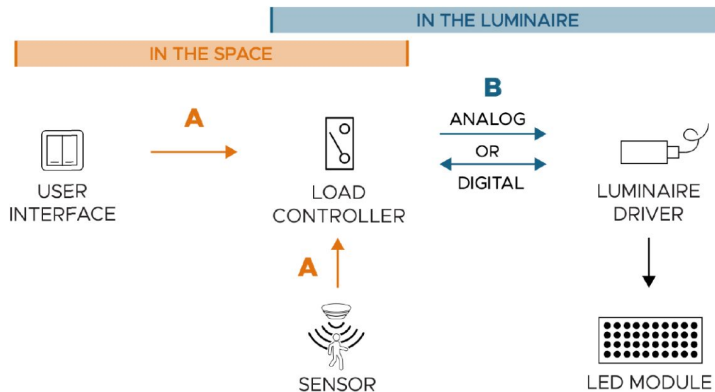 IN THE LUMINAIRE
IN THE SPACE
A
B
ANALOG
OR
DIGITAL
USER
INTERFACE
LOAD
CONTROLLER
LUMINAIRE
DRIVER
A
SENSOR
LED MODULE